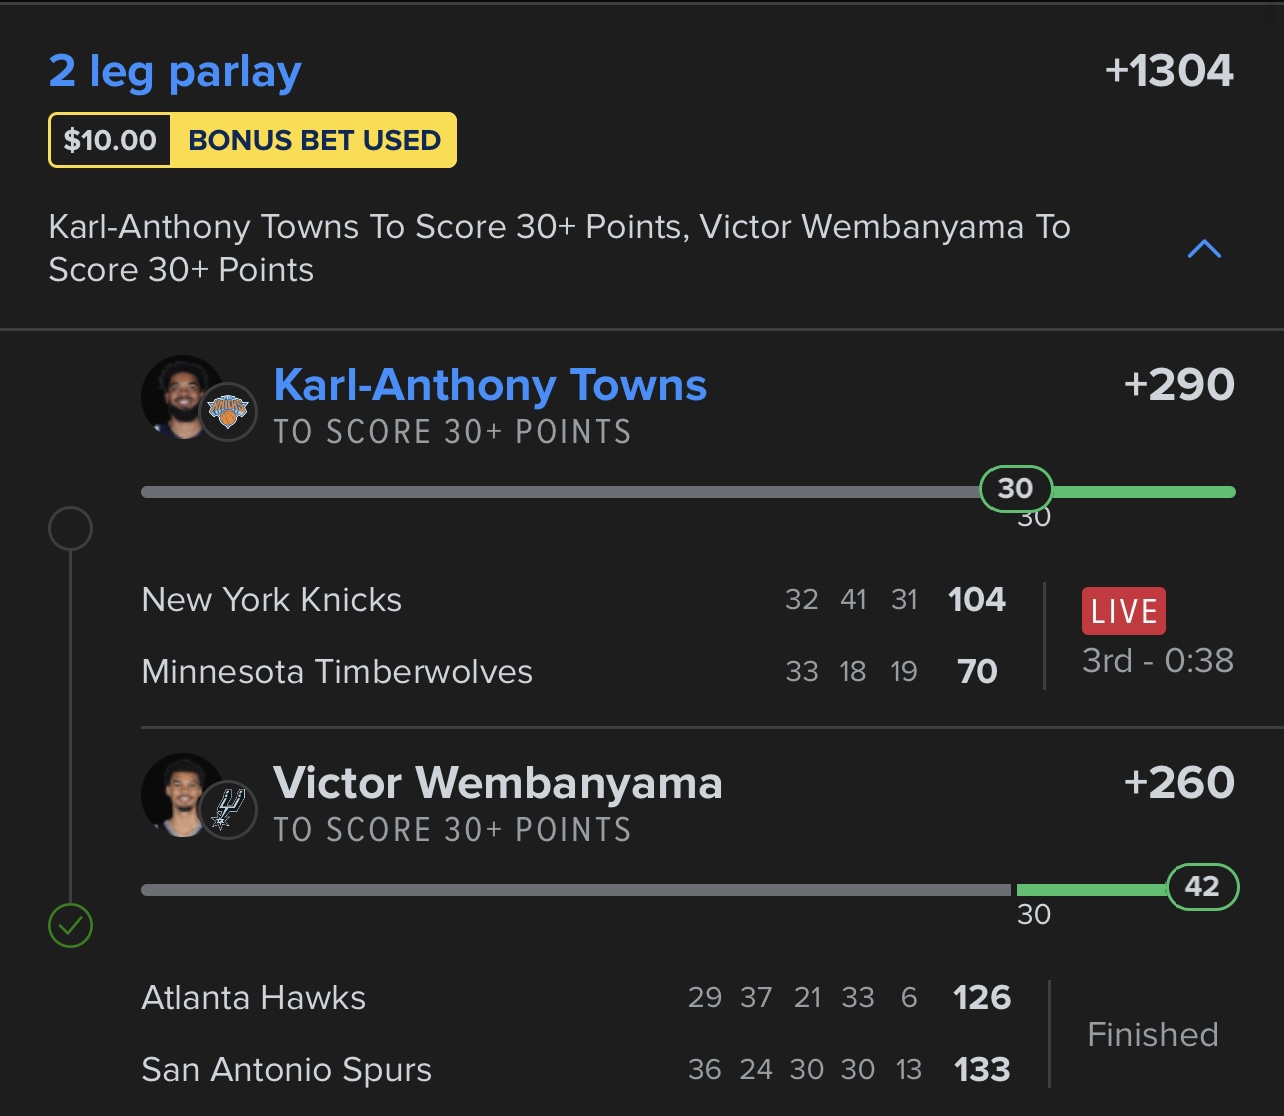 2 leg parlay +1304
$10.00 BONUS BET USED
Karl-Anthony Towns To Score 30+ Points, Victor Wembanyama To
Score 30+ Points
Karl-Anthony Towns +290
TO SCORE 30+ POINTS
30
30
New York Knicks 32 41 31 104
LIVE
Minnesota Timberwolves 33 18 19 70
3rd - 0:38
Victor Wembanyama +260
TO SCORE 30+ POINTS
42
30
Atlanta Hawks 29 37 21 33 6 126
Finished
San Antonio Spurs 36 24 30 30 13 133